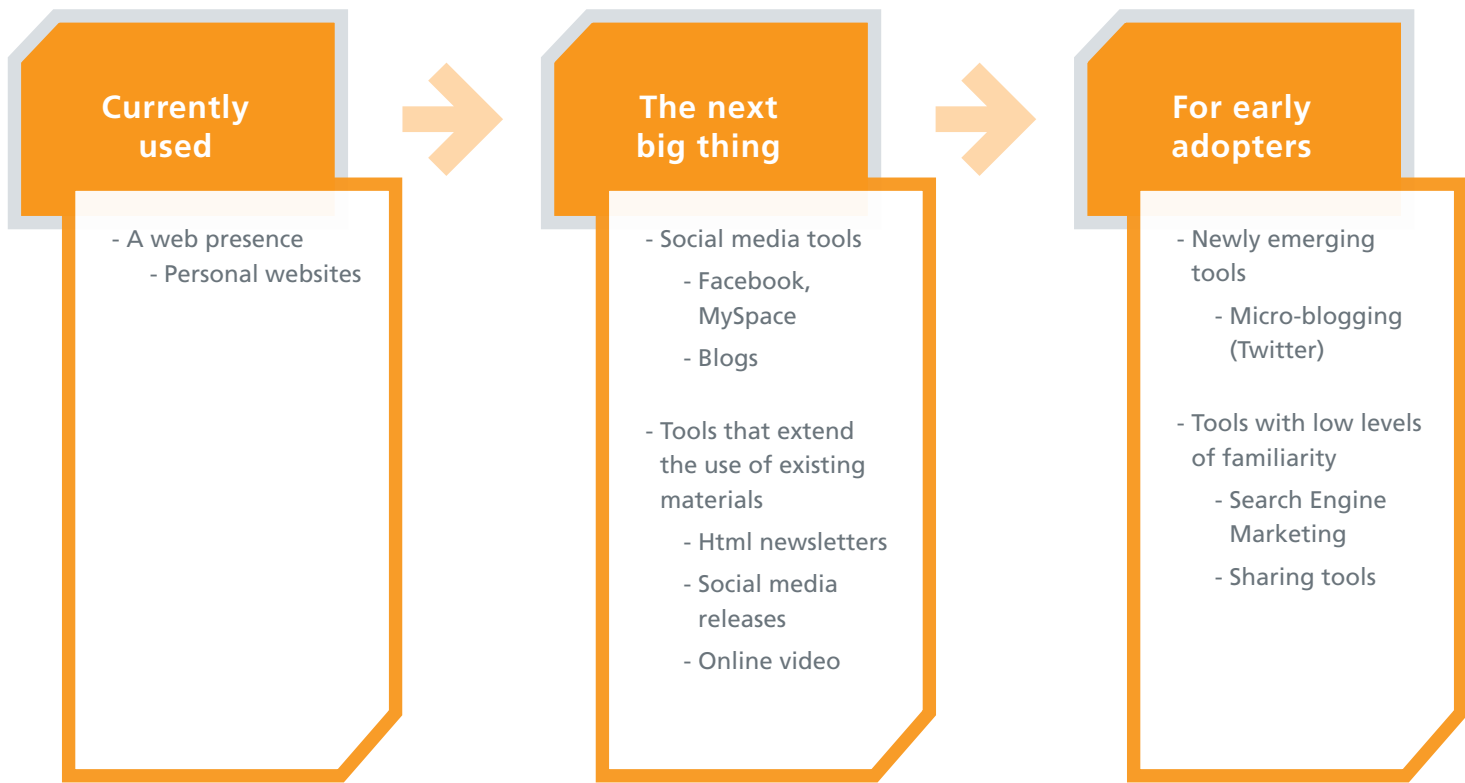 Currently
used
- A web presence
- Personal websites
The next
big thing
- Social media tools
- Facebook,
MySpace
- Blogs
- Tools that extend
the use of existing
materials
- Html newsletters
- Social media
releases
- Online video
For early
adopters
- Newly emerging
tools
- Micro-blogging
(Twitter)
- Tools with low levels
of familiarity
- Search Engine
Marketing
- Sharing tools